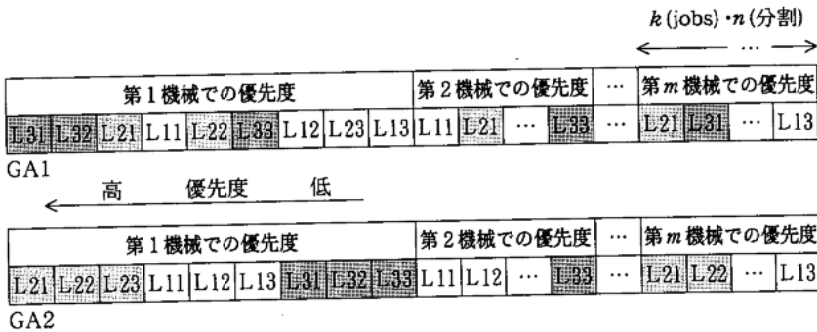 k(jobs)・n(分割)
…
第1機械での優先度 第2機械での優先度 … 第m機械での優先度
L31 L32 L21 L11 L22 L33 L12 L23 L13 L11 L21 … L33 … L21 L31 … L13
GA1
高 優先度 低
第1機械での優先度 第2機械での優先度 … 第m機械での優先度
L21 L22 L23 L11 L12 L13 L31 L32 L33 L11 L12 … L33 … L21 L22 … L13
GA2